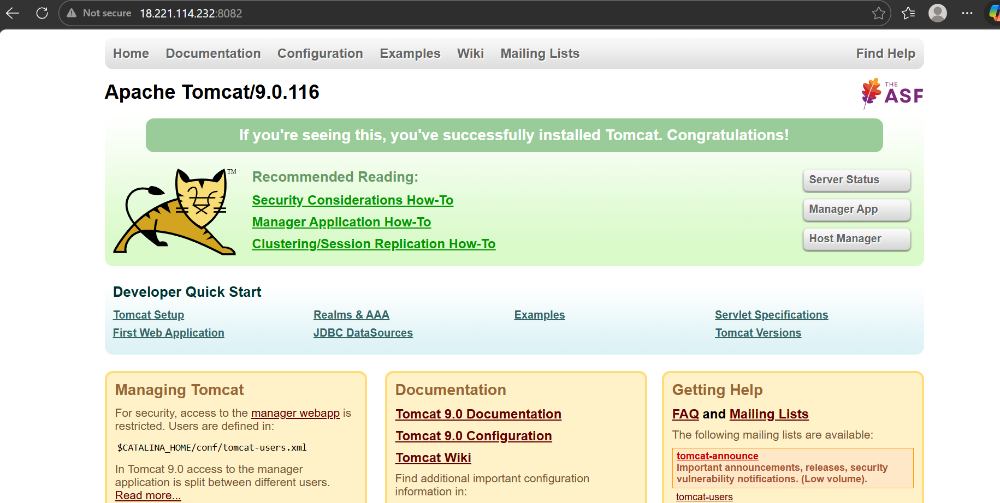 Not secure 18.221.114.232:8082
Home Documentation Configuration Examples Wiki Mailing Lists Find Help
Apache Tomcat/9.0.116
THE
ASF
If you're seeing this, you've successfully installed Tomcat. Congratulations!
TM
Recommended Reading:
Security Considerations How-To
Manager Application How-To
Clustering/Session Replication How-To
Server Status
Manager App
Host Manager
Developer Quick Start
Tomcat Setup
First Web Application
Realms & AAA
JDBC DataSources
Examples
Servlet Specifications
Tomcat Versions
Managing Tomcat
For security, access to the manager webapp is
restricted. Users are defined in:
$CATALINA_HOME/conf/tomcat-users.xml
In Tomcat 9.0 access to the manager
application is split between different users.
Read more...
Documentation
Tomcat 9.0 Documentation
Tomcat 9.0 Configuration
Tomcat Wiki
Find additional important configuration
information in:
Getting Help
FAQ and Mailing Lists
The following mailing lists are available:
tomcat-announce
Important announcements, releases, security
vulnerability notifications. (Low volume).
tomcat-users